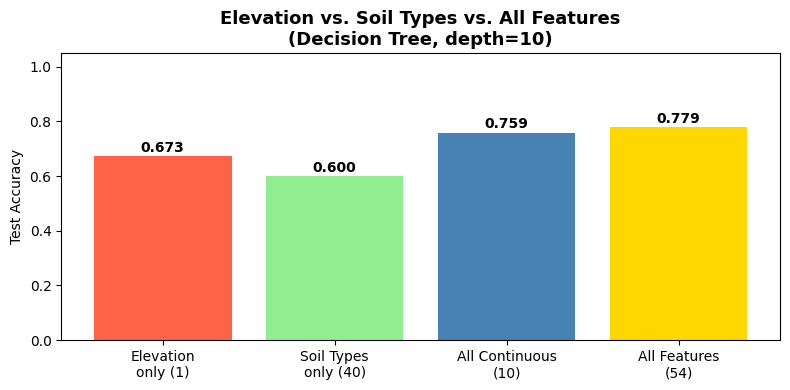 Elevation vs. Soil Types vs. All Features
(Decision Tree, depth=10)
Test Accuracy
1.0
0.8
0.6
0.4
0.2
0.0
0.673
0.600
0.759
0.779
Elevation
only (1)
Soil Types
only (40)
All Continuous
(10)
All Features
(54)